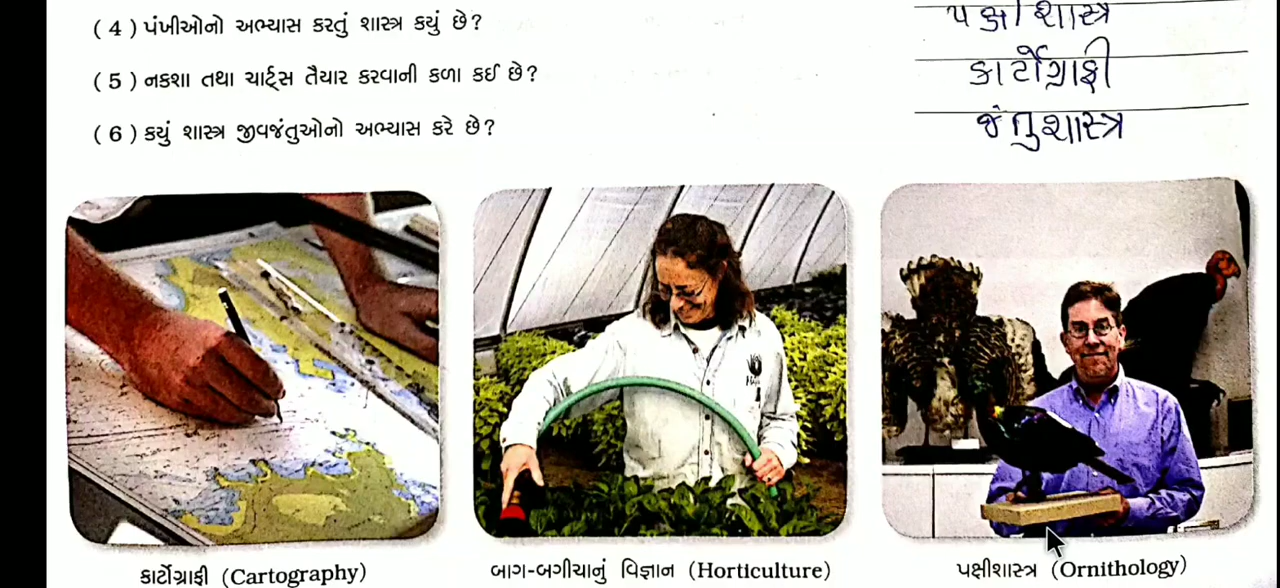 ( 4 ) પંખીઓનો અભ્યાસ કરતું શાસ્ત્ર કયું છે? પક્ષીશાસ્ત્ર
( 5 ) નકશા તથા ચાર્ટ્સ તૈયાર કરવાની કળા કઈ છે? કાર્ટોગ્રાફી
( 6 ) કયું શાસ્ત્ર જીવજંતુઓનો અભ્યાસ કરે છે? જંતુશાસ્ત્ર
કાર્ટોગ્રાફી (Cartography)
બાગ-બગીચાનું વિજ્ઞાન (Horticulture)
પક્ષીશાસ્ત્ર (Ornithology)